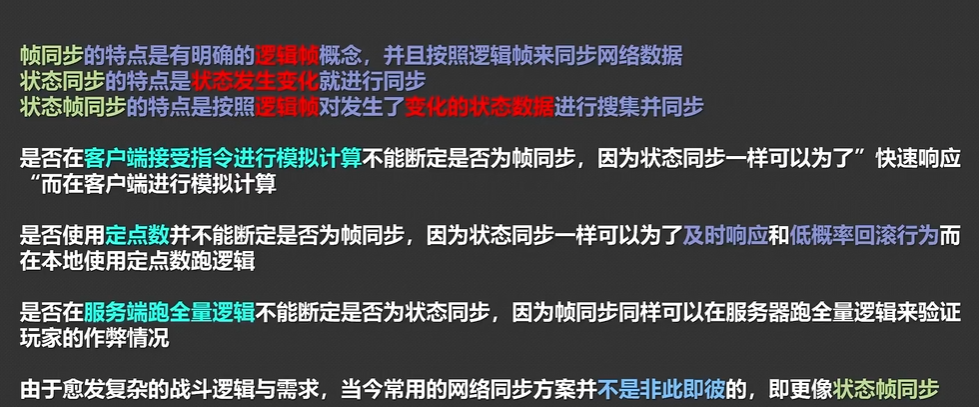 帧同步的特点是有明确的逻辑帧概念，并且按照逻辑帧来同步网络数据
状态同步的特点是状态发生变化就进行同步
状态帧同步的特点是按照逻辑帧对发生了变化的状态数据进行搜集并同步
是否在客户端接受指令进行模拟计算不能断定是否为帧同步，因为状态同步一样可以为了”快速响应
“而在客户端进行模拟计算
是否使用定点数并不能断定是否为帧同步，因为状态同步一样可以为了及时响应和低概率回滚行为而
在本地使用定点数跑逻辑
是否在服务端跑全量逻辑不能断定是否为状态同步，因为帧同步同样可以在服务器跑全量逻辑来验证
玩家的作弊情况
由于愈发复杂的战斗逻辑与需求，当今常用的网络同步方案并不是非此即彼的，即更像状态帧同步